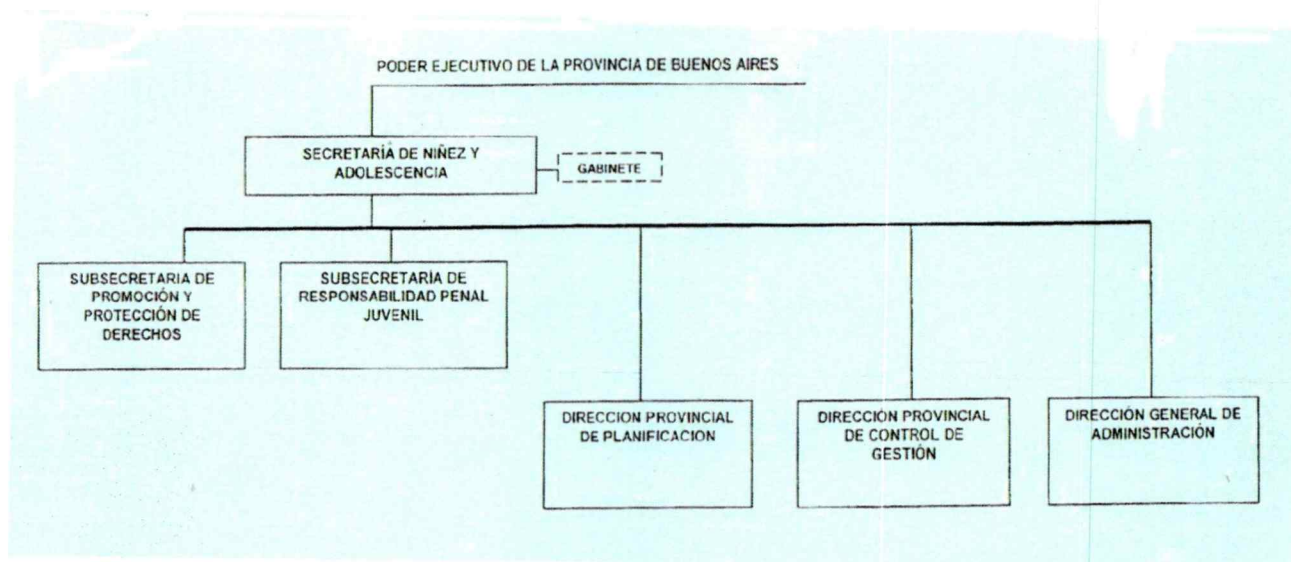 PODER EJECUTIVO DE LA PROVINCIA DE BUENOS AIRES
SECRETARÍA DE NIÑEZ Y
ADOLESCENCIA
GABINETE
SUBSECRETARIA DE
PROMOCIÓN Y
PROTECCIÓN DE
DERECHOS
SUBSECRETARÍA DE
RESPONSABILIDAD PENAL
JUVENIL
DIRECCION PROVINCIAL
DE PLANIFICACION
DIRECCIÓN PROVINCIAL
DE CONTROL DE
GESTIÓN
DIRECCIÓN GENERAL DE
ADMINISTRACIÓN